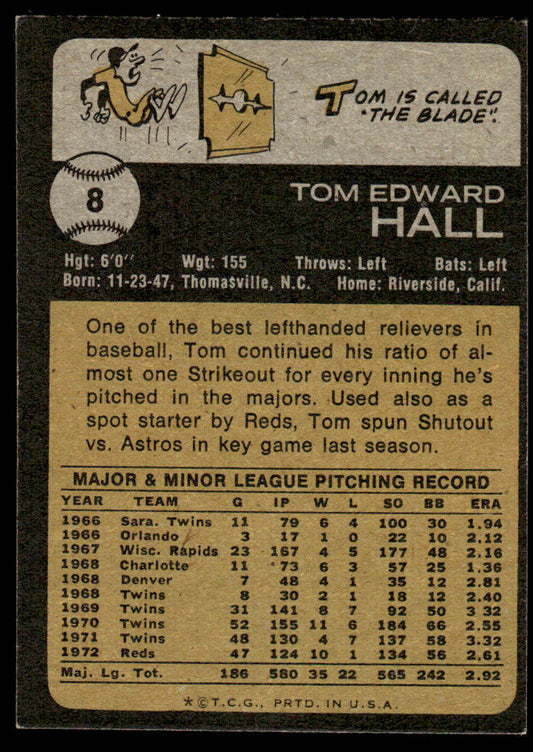 TOM IS CALLED
"THE BLADE".
8
TOM EDWARD
HALL
Hgt: 6'0" Wgt: 155 Throws: Left Bats: Left
Born: 11-23-47, Thomasville, N.C. Home: Riverside, Calif.
One of the best lefthanded relievers in
baseball, Tom continued his ratio of al-
most one Strikeout for every inning he's
pitched in the majors. Used also as a
spot starter by Reds, Tom spun Shutout
vs. Astros in key game last season.
MAJOR & MINOR LEAGUE PITCHING RECORD
YEAR TEAM G IP W L SO BB ERA
1966 Sara. Twins 11 79 6 4 100 30 1.94
1966 Orlando 3 17 1 0 22 10 2.12
1967 Wisc. Rapids 23 167 4 5 177 48 2.16
1968 Charlotte 11 73 6 3 57 25 1.36
1968 Denver 7 48 4 1 35 12 2.81
1968 Twins 8 30 2 1 18 12 2.40
1969 Twins 31 141 8 7 92 50 3.32
1970 Twins 52 155 11 6 184 66 2.55
1971 Twins 48 130 4 7 137 58 3.32
1972 Reds 47 124 10 1 134 56 2.61
Maj. Lg. Tot. 186 580 35 22 565 242 2.92
*©T.C.G., PRTD. IN U.S.A.